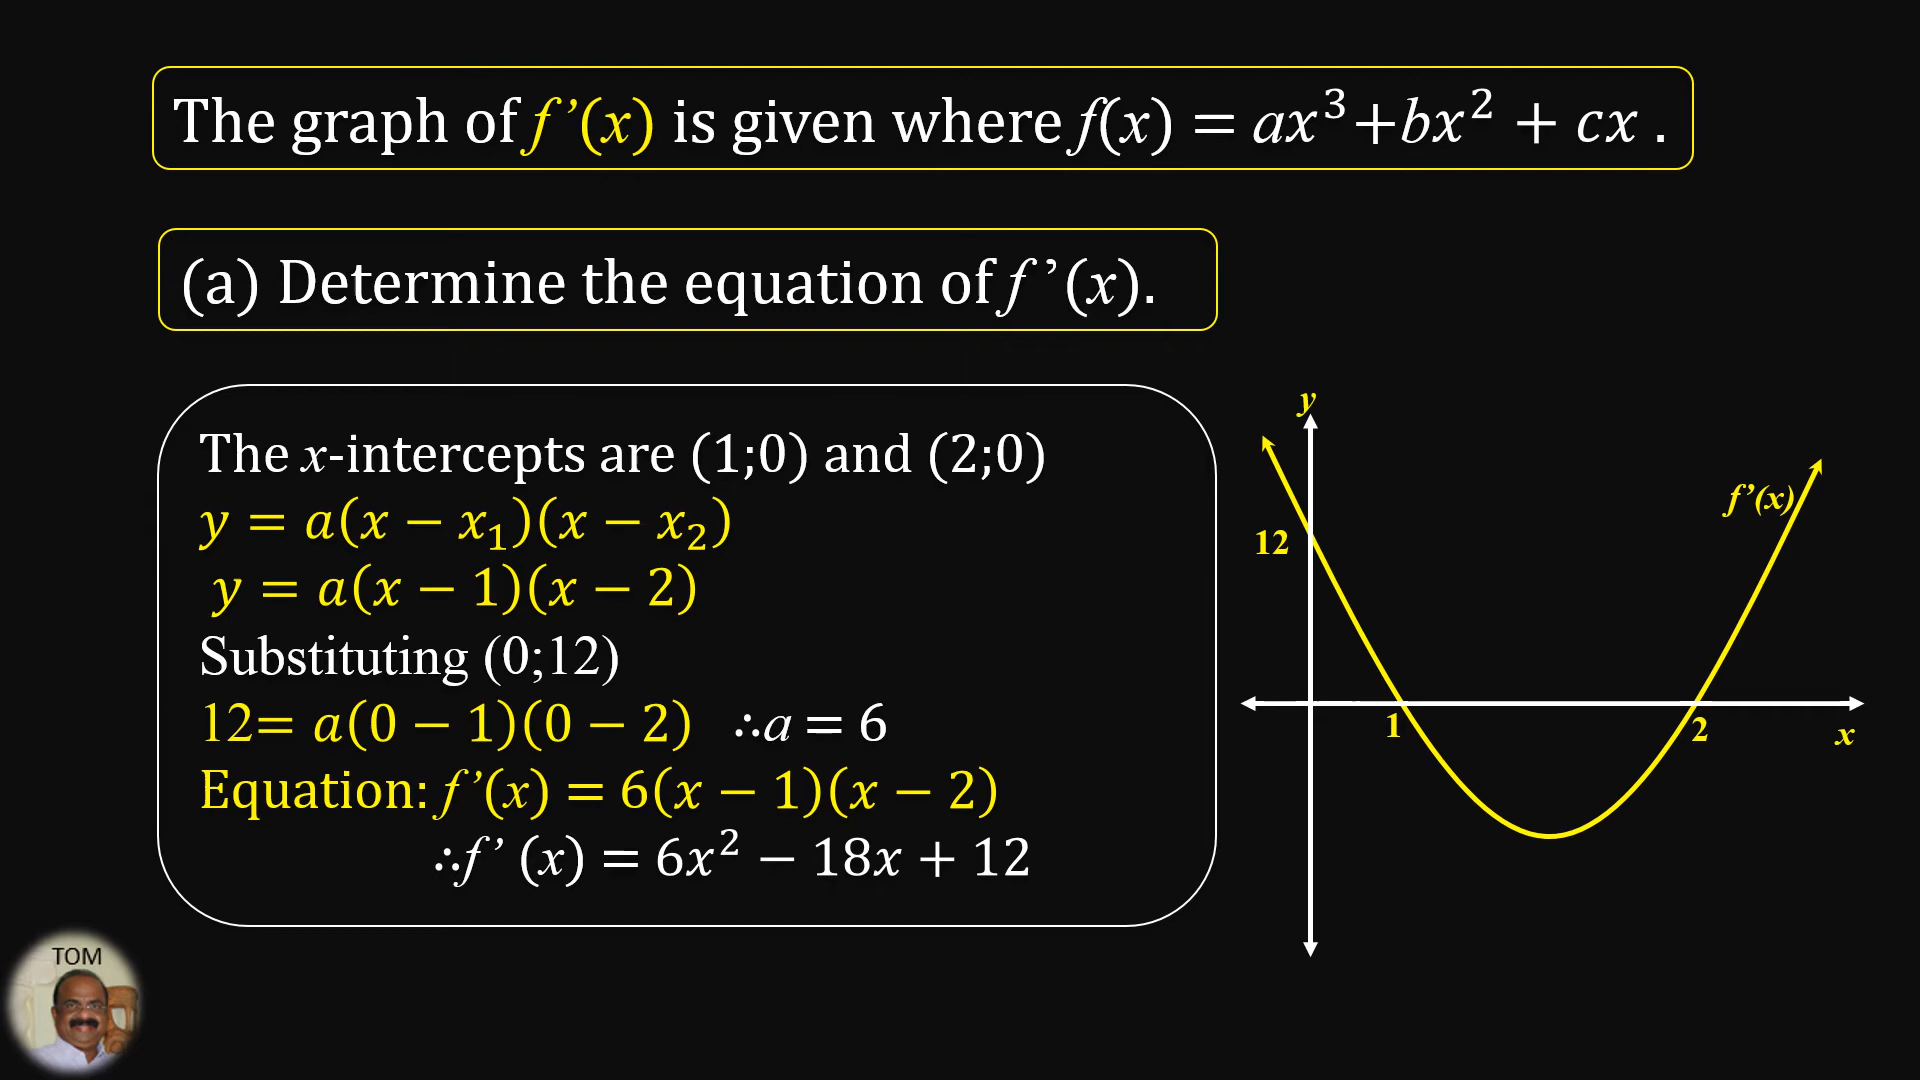 The graph of f ’(x) is given where f(x) = ax³+bx² + cx .
(a) Determine the equation of f ’(x).
The x-intercepts are (1;0) and (2;0)
y = a(x − x₁)(x − x₂)
y = a(x − 1)(x − 2)
Substituting (0;12)
12= a(0 − 1)(0 − 2) ∴a = 6
Equation: f’(x) = 6(x − 1)(x − 2)
∴f’ (x) = 6x² − 18x + 12
y
f’(x)
12
1
2
x
TOM